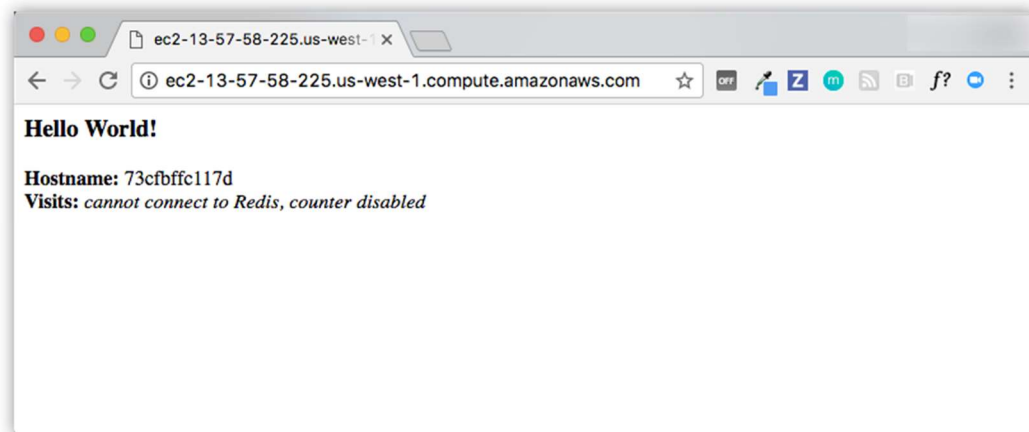 ec2-13-57-58-225.us-west-1
ec2-13-57-58-225.us-west-1.compute.amazonaws.com
OFF
Z
m
B
f?
Hello World!
Hostname: 73cfbffc117d
Visits: cannot connect to Redis, counter disabled